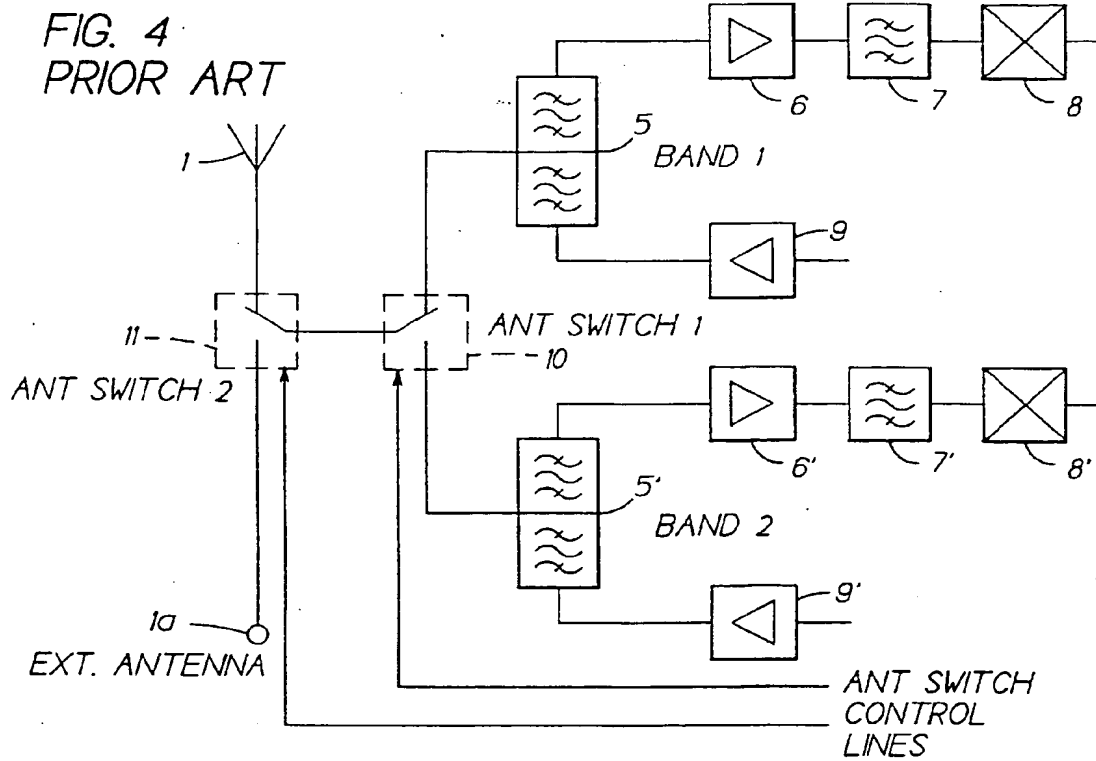 FIG. 4
PRIOR ART
1
5
BAND 1
6
7
8
9
11
ANT SWITCH 2
ANT SWITCH 1
10
5'
BAND 2
6'
7'
8'
9'
1a
EXT. ANTENNA
ANT SWITCH
CONTROL
LINES